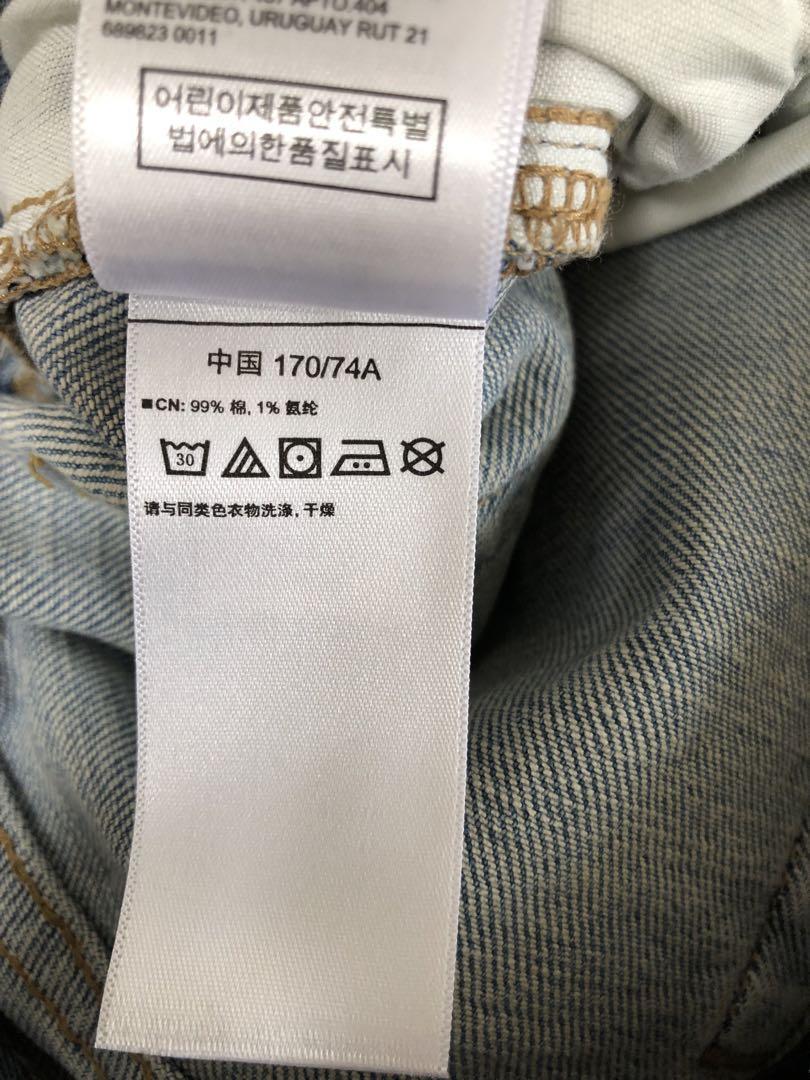 APTO.404
MONTEVIDEO, URUGUAY RUT 21
689823 0011
어린이제품안전특별
법에의한품질표시
中国 170/74A
■CN: 99% 棉, 1% 氨纶
30
请与同类色衣物洗涤, 干燥